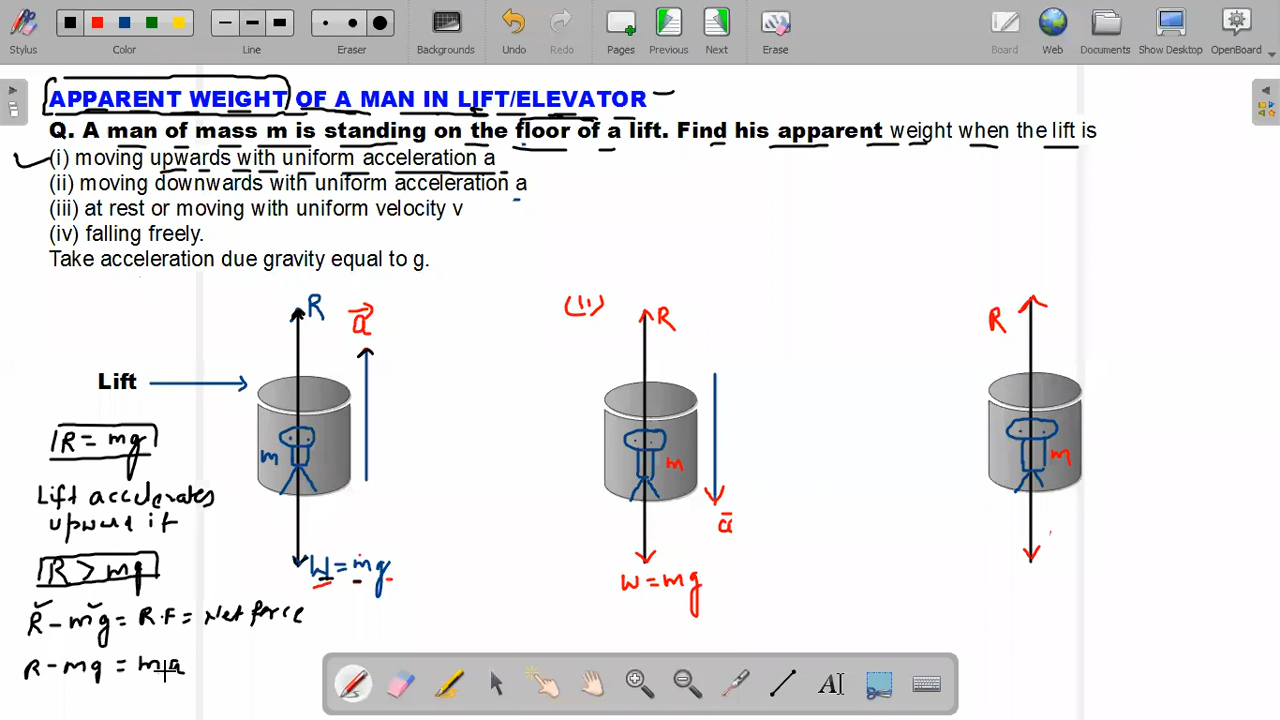 Stylus
Color
Line
Eraser
Backgrounds
Undo
Redo
Pages
Previous
Next
Erase
Board
Web
Documents
Show Desktop
OpenBoard
APPARENT WEIGHT OF A MAN IN LIFT/ELEVATOR
Q. A man of mass m is standing on the floor of a lift. Find his apparent weight when the lift is
(i) moving upwards with uniform acceleration a
(ii) moving downwards with uniform acceleration a
(iii) at rest or moving with uniform velocity v
(iv) falling freely.
Take acceleration due gravity equal to g.
R
a
(ii)
R
R
Lift
R = mg
m
m
m
Lift accelerates
upward if
a
R > mg
W = mg
W = mg
R - mg = R.F = Net force
R - mg = ma